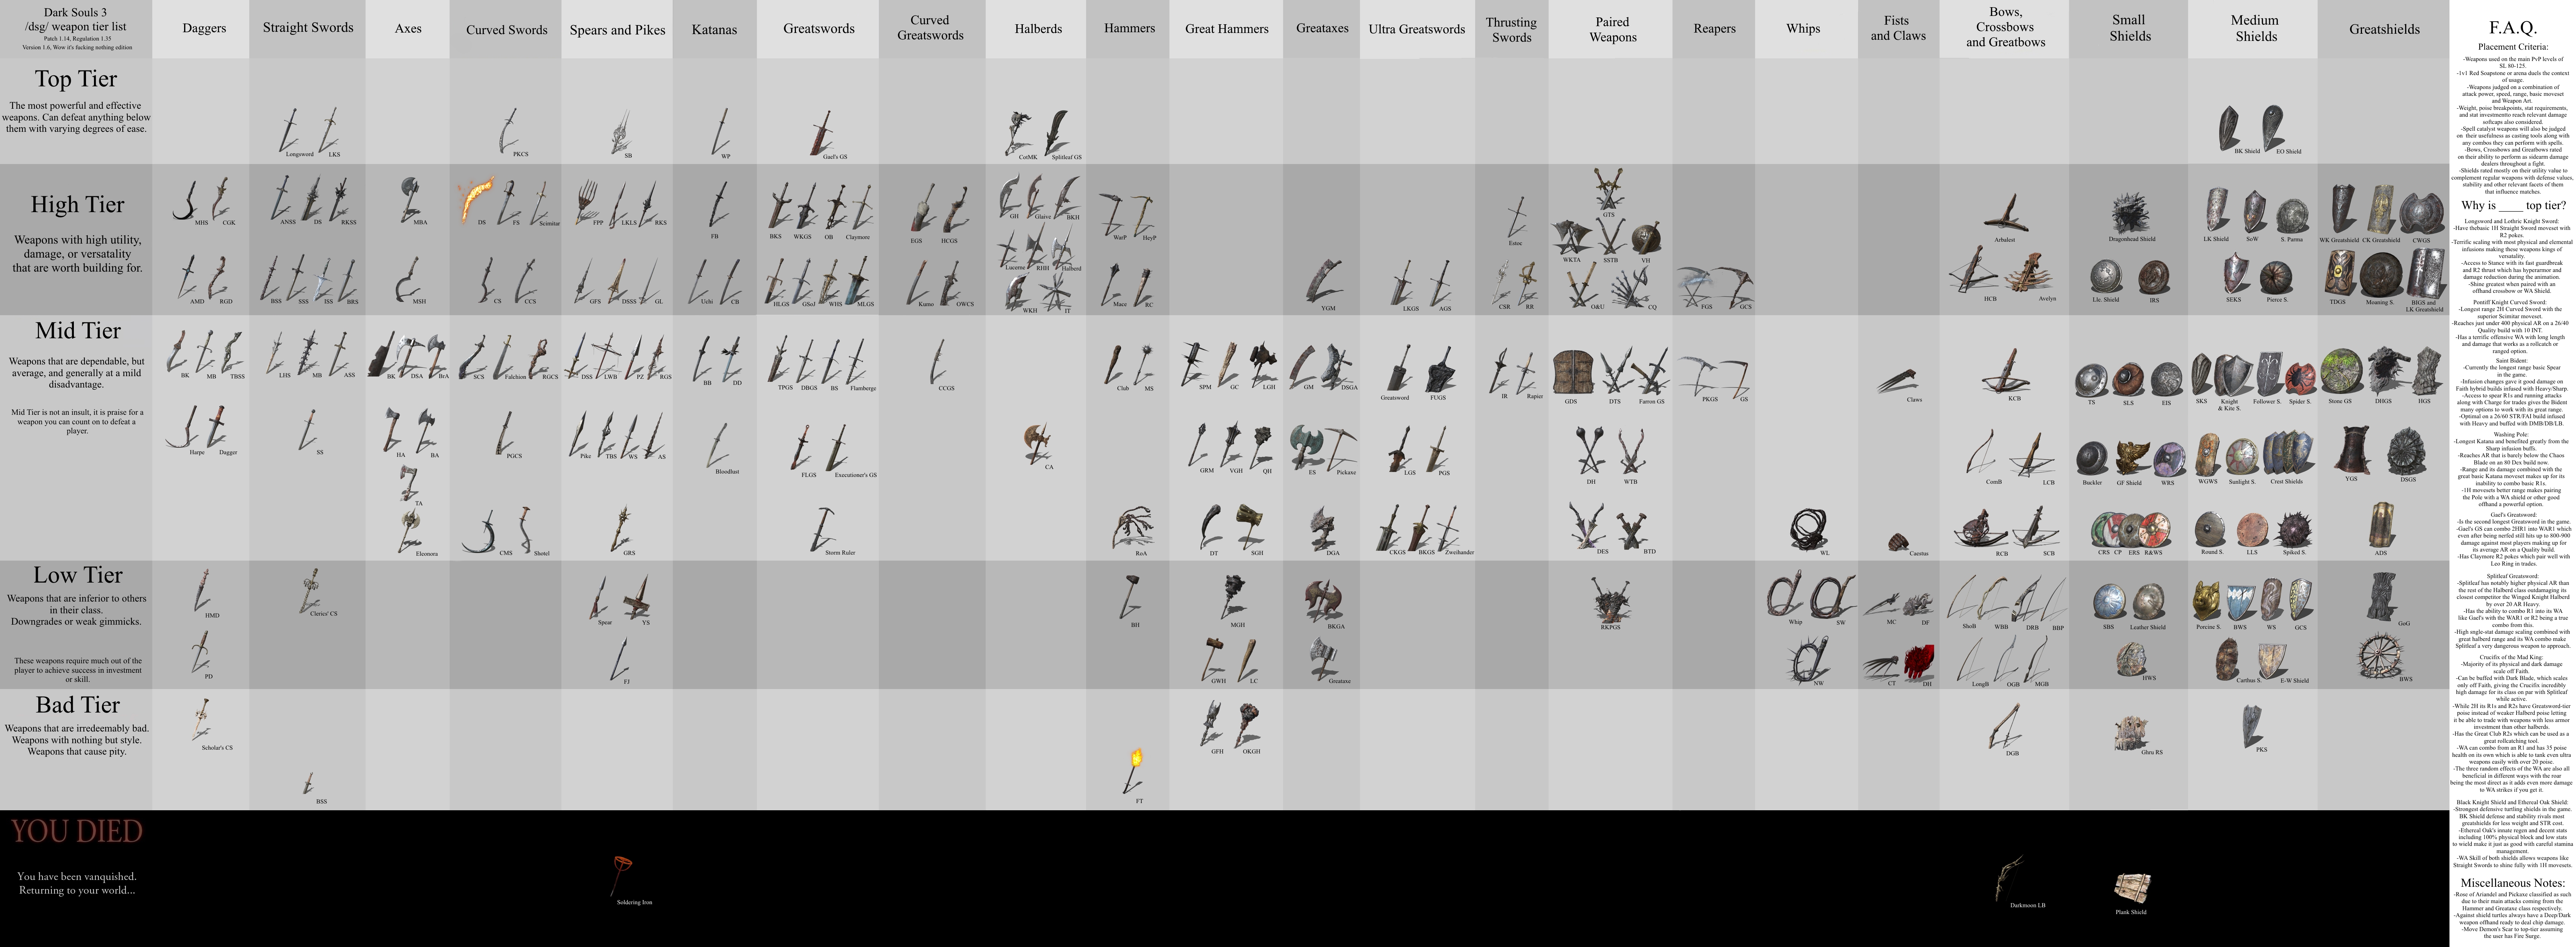 Dark Souls 3
/dsg/ weapon tier list
Patch 1.14, Regulation 1.35
Version 1.6, Wow it's fucking nothing edition
Daggers
Straight Swords
Axes
Curved Swords
Spears and Pikes
Katanas
Greatswords
Curved
Greatswords
Halberds
Hammers
Great Hammers
Greataxes
Ultra Greatswords
Thrusting
Swords
Paired
Weapons
Reapers
Whips
Fists
and Claws
Bows,
Crossbows
and Greatbows
Small
Shields
Medium
Shields
Greatshields
Top Tier
The most powerful and effective
weapons. Can defeat anything below
them with varying degrees of ease.
Longsword LKS
PKCS
SB
WP
Gael's GS
CotMK Splitleaf GS
BK Shield EO Shield
High Tier
Weapons with high utility,
damage, or versatality
that are worth building for.
MHS CGK
AMD RGD
ANSS DS RKSS
BSS SSS ISS BRS
MBA
MSH
DS FS Scimitar
CS CCS
FPP LKLS RKS
GFS DSSS GL
FB
Uchi CB
BKS WKGS OB Claymore
HLGS GSoJ WHS MLGS
EGS HCGS
Kumo OWCS
GH Glaive BKH
Lucerne RHH Halberd
WKH IT
WarP HeyP
Mace RC
YGM
LKGS AGS
Estoc
CSR RR
GTS
WKTA SSTB VH
O&U CQ
FGS GCS
Arbalest
HCB Avelyn
Dragonhead Shield
Lle. Shield IRS
LK Shield SoW S. Parma
SEKS Pierce S.
WK Greatshield CK Greatshield CWGS
TDGS Moaning S. BIGS and
LK Greatshield
Mid Tier
Weapons that are dependable, but
average, and generally at a mild
disadvantage.
Mid Tier is not an insult, it is praise for a
weapon you can count on to defeat a
player.
BK MB TBSS
Harpe Dagger
LHS MB ASS
SS
BK DSA BrA
HA BA
TA
Eleonora
SCS Falchion RGCS
PGCS
CMS Shotel
DSS LWB PZ RGS
Pike TBS WS AS
GRS
BB DD
Bloodlust
TPGS DBGS BS Flamberge
FLGS Executioner's GS
Storm Ruler
CCGS
CA
Club MS
RoA
SPM GC LGH
GRM VGH QH
DT SGH
GM DSGA
ES Pickaxe
DGA
Greatsword FUGS
LGS PGS
CKGS BKGS Zweihander
IR Rapier
GDS DTS Farron GS
DH WTB
DES BTD
PKGS GS
WL
Claws
Caestus
KCB
ComB LCB
RCB SCB
TS SLS EIS
Buckler GF Shield WRS
CRS CP ERS R&WS
SKS Knight
& Kite S. Follower S. Spider S.
WGWS Sunlight S. Crest Shields
Round S. LLS Spiked S.
Stone GS DHGS HGS
YGS DSGS
ADS
Low Tier
Weapons that are inferior to others
in their class.
Downgrades or weak gimmicks.
These weapons require much out of the
player to achieve success in investment
or skill.
HMD
PD
Clerics' CS
Spear YS
FJ
BH
MGH
GWH LC
BKGA
Greataxe
RKPGS
Whip SW
NW
MC DF
CT DH
ShoB WBB DRB BBP
LongB OGB MGB
SBS Leather Shield
HWS
Porcine S. BWS WS GCS
Carthus S. E-W Shield
GoG
BWS
Bad Tier
Weapons that are irredeemably bad.
Weapons with nothing but style.
Weapons that cause pity.
Scholar's CS
BSS
FT
GFH OKGH
DGB
Ghru RS
PKS
YOU DIED
You have been vanquished.
Returning to your world...
Soldering Iron
Darkmoon LB
Plank Shield
F.A.Q.
Placement Criteria:
-Weapons used on the main PvP levels of
SL 80-125.
-1v1 Red Soapstone or arena duels the context
of usage.
-Weapons judged on a combination of
attack power, speed, range, basic moveset
and Weapon Art.
-Weight, poise breakpoints, stat requirements,
and stat investmentto reach relevant damage
softcaps also considered.
-Spell catalyst weapons will also be judged
on their usefulness as casting tools along with
any combos they can perform with spells.
-Bows, Crossbows and Greatbows rated
on their ability to perform as sidearm damage
dealers throughout a fight.
-Shields rated mostly on their utility value to
complement regular weapons with defense values,
stability and other relevant facets of them
that influence matches.
Why is ____ top tier?
Longsword and Lothric Knight Sword:
-Have thebasic 1H Straight Sword moveset with
R2 pokes.
-Terrific scaling with most physical and elemental
infusions making these weapons kings of
versatality.
-Access to Stance with its fast guardbreak
and R2 thrust which has hyperarmor and
damage reduction during the animation.
-Shine greatest when paired with an
offhand crossbow or WA Shield.
Pontiff Knight Curved Sword:
-Longest range 2H Curved Sword with the
superior Scimitar moveset.
-Reaches just under 400 physical AR on a 26/40
Quality build with 10 INT.
-Has a terrific offensive WA with long length
and damage that works as a rollcatch or
ranged option.
Saint Bident:
-Currently the longest range basic Spear
in the game.
-Infusion changes gave it good damage on
Faith hybrid builds infused with Heavy/Sharp.
-Access to spear R1s and running attacks
along with Charge for trades gives the Bident
many options to work with its great range.
-Optimal on a 26/60 STR/FAI build infused
with Heavy and buffed with DMB/DB/LB.
Washing Pole:
-Longest Katana and benefited greatly from the
Sharp infusion buffs.
-Reaches AR that is barely below the Chaos
Blade on an 80 Dex build now.
-Range and its damage combined with the
great basic Katana moveset makes up for its
inability to combo basic R1s.
-1H movesets better range makes pairing
the Pole with a WA shield or other good
offhand a powerful option.
Gael's Greatsword:
-Is the second longest Greatsword in the game.
-Gael's GS can combo 2HR1 into WAR1 which
even after being nerfed still hits up to 800-900
damage against most players making up for
its average AR on a Quality build.
-Has Claymore R2 pokes which pair well with
Leo Ring in trades.
Splitleaf Greatsword:
-Splitleaf has notably higher physical AR than
the rest of the Halberd class outdamaging its
closest competitor the Winged Knight Halberd
by over 20 AR Heavy.
-Has the ability to combo R1 into its WA
like Gael's with the WAR1 or R2 being a true
combo from this.
-High single-stat damage scaling combined with
great halberd range and its WA combo make
Splitleaf a very dangerous weapon to approach.
Crucifix of the Mad King:
-Majority of its physical and dark damage
scale off Faith.
-Can be buffed with Dark Blade, which scales
only off Faith, giving the Crucifix incredibly
high damage for its class on par with Splitleaf
while active.
-While 2H its R1s and R2s have Greatsword-tier
poise instead of weaker Halberd poise letting
it be able to trade with weapons with less armor
investment than other halberds.
-Has the Great Club R2s which can be used as a
great rollcatching tool.
-WA can combo from an R1 and has 35 poise
health on its own which is able to tank even ultra
weapons easily with over 20 poise.
-The three random effects of the WA are also all
beneficial in different ways with the roar
being the most direct as it adds even more damage
to WA strikes if you get it.
Black Knight Shield and Ethereal Oak Shield:
-Strongest defensive turtling shields in the game.
BK Shield defense and stability rivals most
greatshields for less weight and STR cost.
-Ethereal Oak's innate regen and decent stats
including 100% physical block and low stats
to wield make it just as good with careful stamina
management.
-WA Skill of both shields allows weapons like
Straight Swords to shine fully with 1H movesets.
Miscellaneous Notes:
-Rose of Ariandel and Pickaxe classified as such
due to their main attacks coming from the
Hammer and Greataxe class respectively.
-Against shield turtles always have a Deep/Dark
weapon offhand ready to deal chip damage.
-Move Demon's Scar to top-tier assuming
the user has Fire Surge.